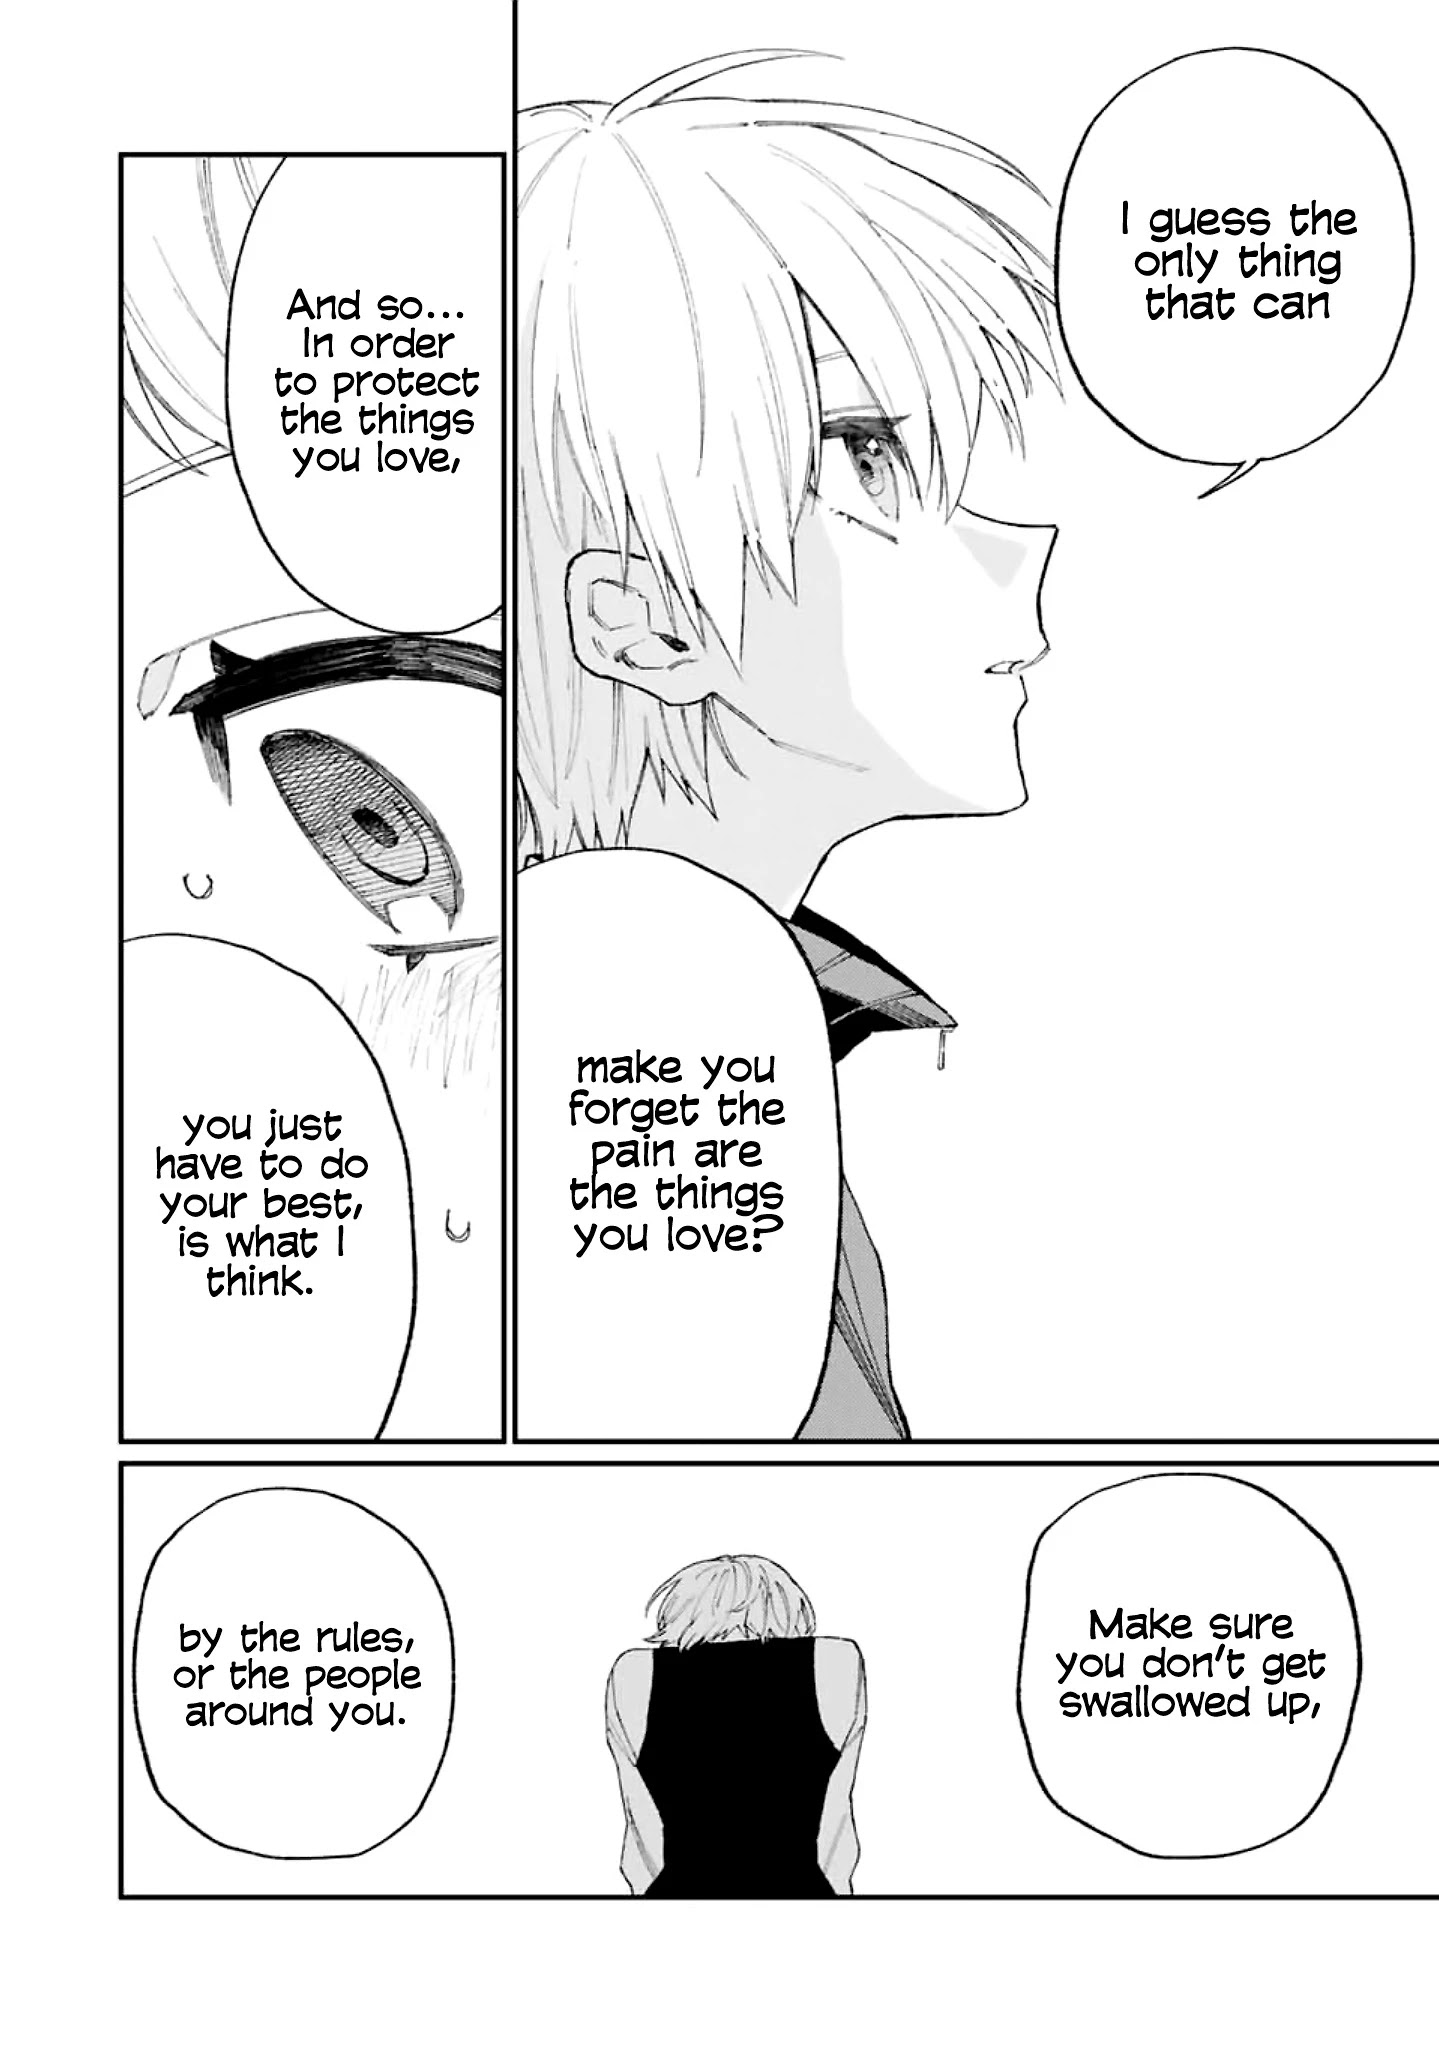 I guess the
only thing
that can
make you
forget the
pain are
the things
you love?
And so...
In order
to protect
the things
you love,
you just
have to do
your best,
is what I
think.
Make sure
you don't get
swallowed up,
by the rules,
or the people
around you.